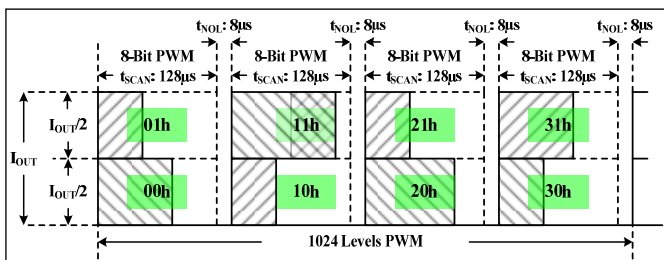 tNOL: 8μs tNOL: 8μs tNOL: 8μs tNOL: 8μs
8-Bit PWM 8-Bit PWM 8-Bit PWM 8-Bit PWM
tSCAN: 128μs tSCAN: 128μs tSCAN: 128μs tSCAN: 128μs
IOUT/2 01h 11h 21h 31h
IOUT
IOUT/2 00h 10h 20h 30h
1024 Levels PWM